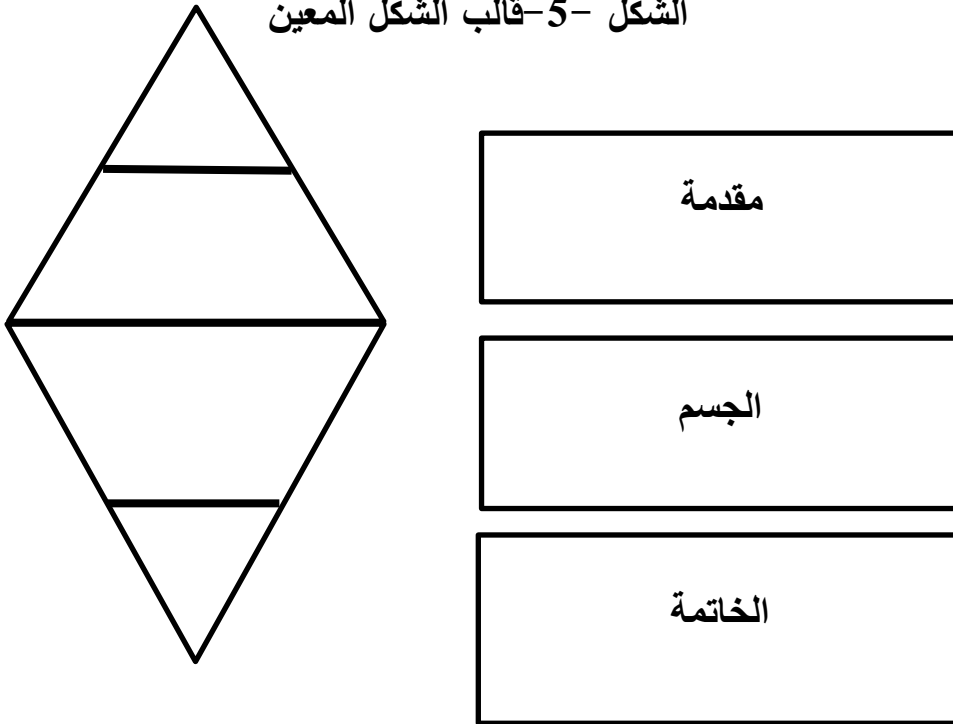 الشكل -5-قالب الشكل المعين
مقدمة
الجسم
الخاتمة